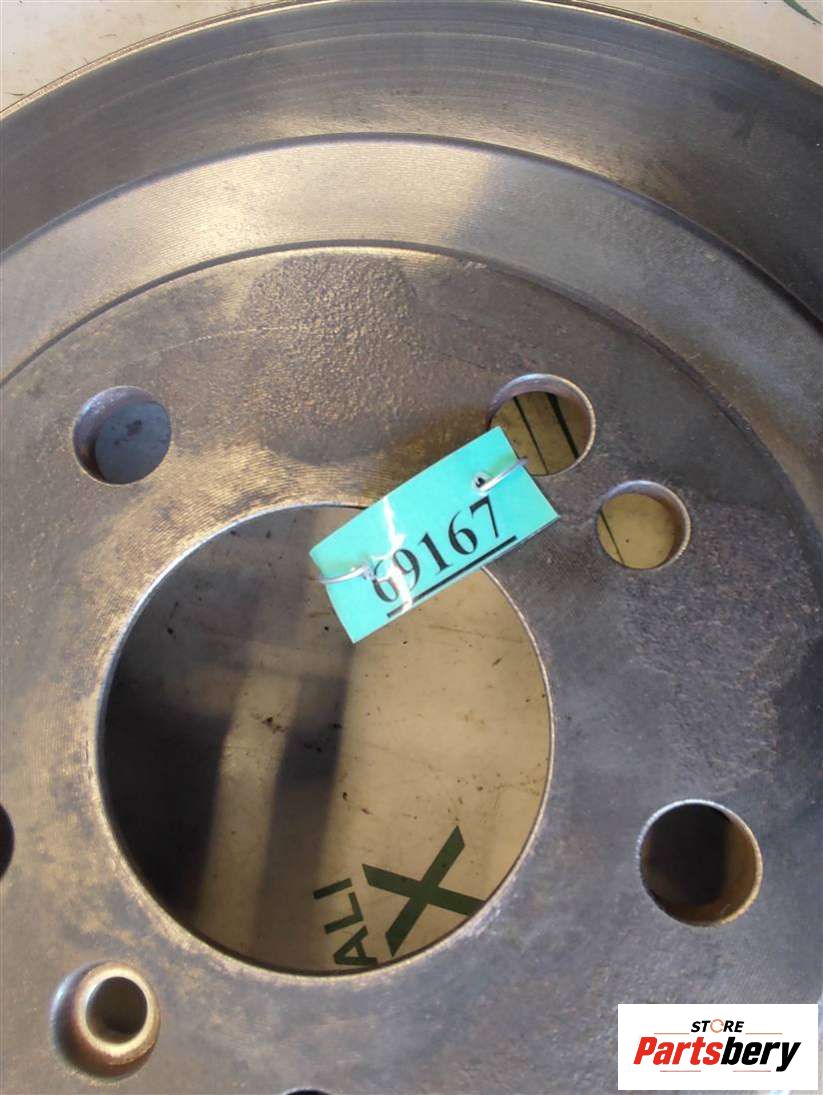 69167
ALI
X
STORE
Partsbery